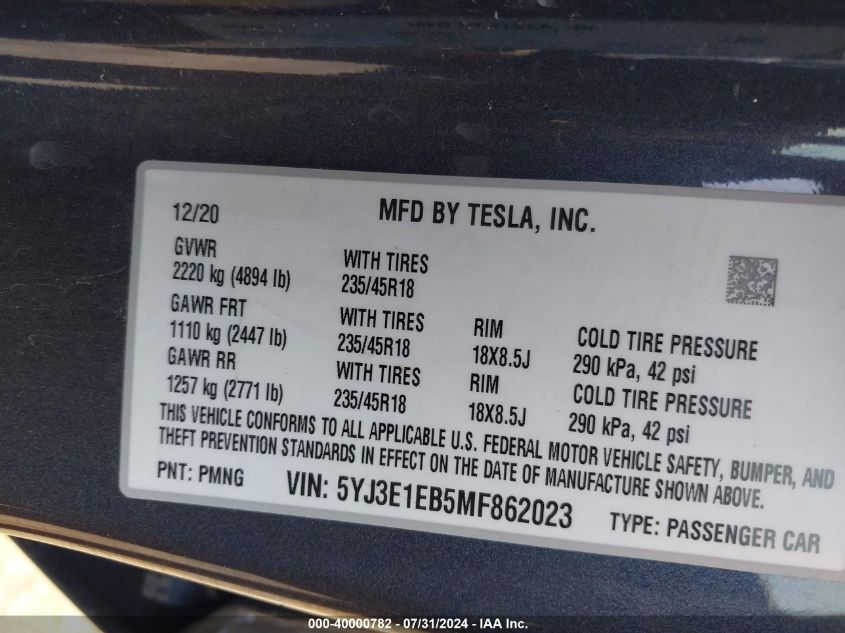 12/20
MFD BY TESLA, INC.
GVWR
2220 kg (4894 lb)
WITH TIRES
235/45R18
GAWR FRT
1110 kg (2447 lb)
WITH TIRES
235/45R18
RIM
18X8.5J
COLD TIRE PRESSURE
290 kPa, 42 psi
GAWR RR
1257 kg (2771 lb)
WITH TIRES
235/45R18
RIM
18X8.5J
COLD TIRE PRESSURE
290 kPa, 42 psi
THIS VEHICLE CONFORMS TO ALL APPLICABLE U.S. FEDERAL MOTOR VEHICLE SAFETY, BUMPER, AND
THEFT PREVENTION STANDARDS IN EFFECT ON THE DATE OF MANUFACTURE SHOWN ABOVE.
PNT: PMNG
VIN: 5YJ3E1EB5MF862023
TYPE: PASSENGER CAR
000-40000782 - 07/31/2024 - IAA Inc.